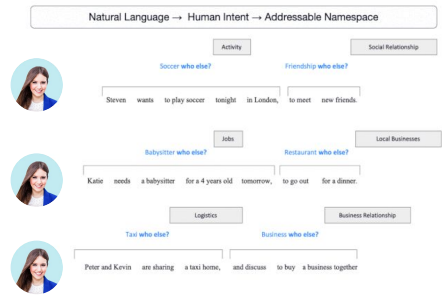 Natural Language → Human Intent → Addressable Namespace
Activity
Social Relationship
Soccer who else?
Friendship who else?
Steven wants to play soccer tonight in London, to meet new friends.
Jobs
Local Businesses
Babysitter who else?
Restaurant who else?
Katie needs a babysitter for a 4 years old tomorrow, to go out for a dinner.
Logistics
Business Relationship
Taxi who else?
Business who else?
Peter and Kevin are sharing a taxi home, and discuss to buy a business together